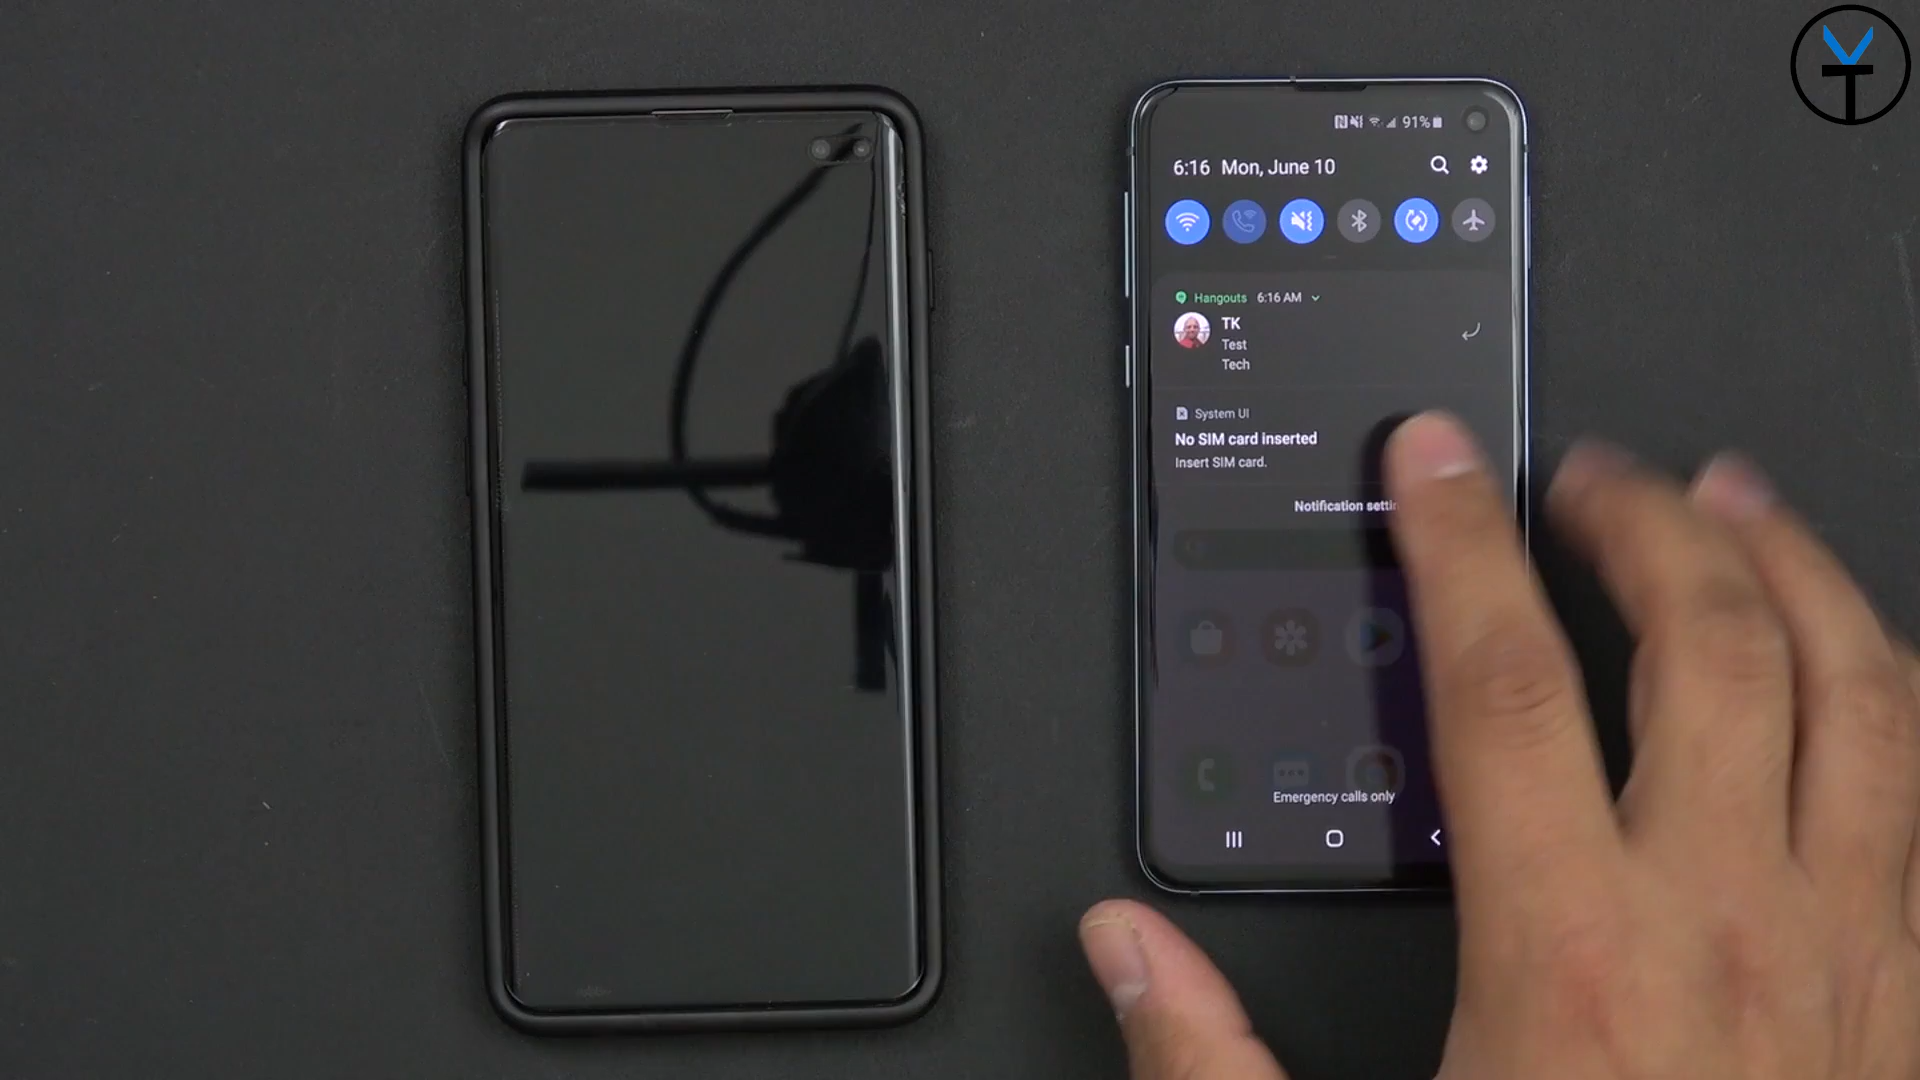 91%
6:16 Mon, June 10
Hangouts 6:16 AM
TK
Test
Tech
System UI
No SIM card inserted
Insert SIM card.
Notification
Emergency calls only